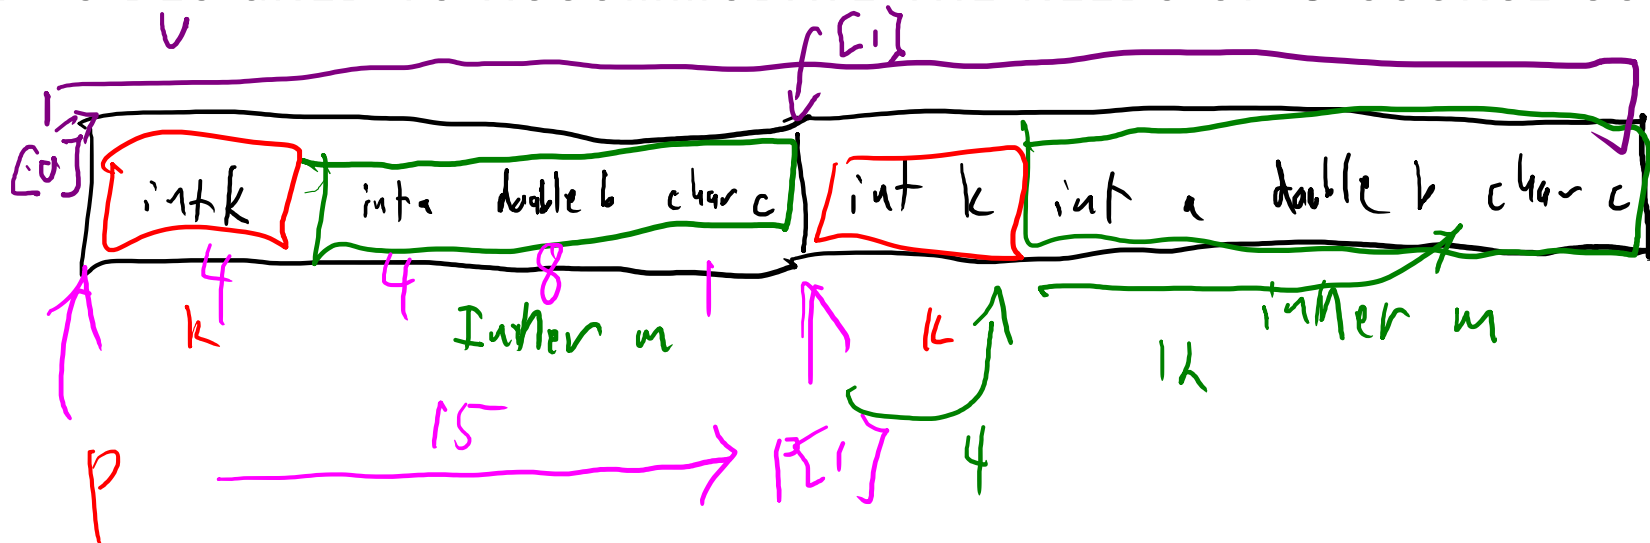 V
[1]
[0]
int k int a double b char c int k int a double b char c
4 4 8 1
k Inner m k inner m
15 4 12
p [1]